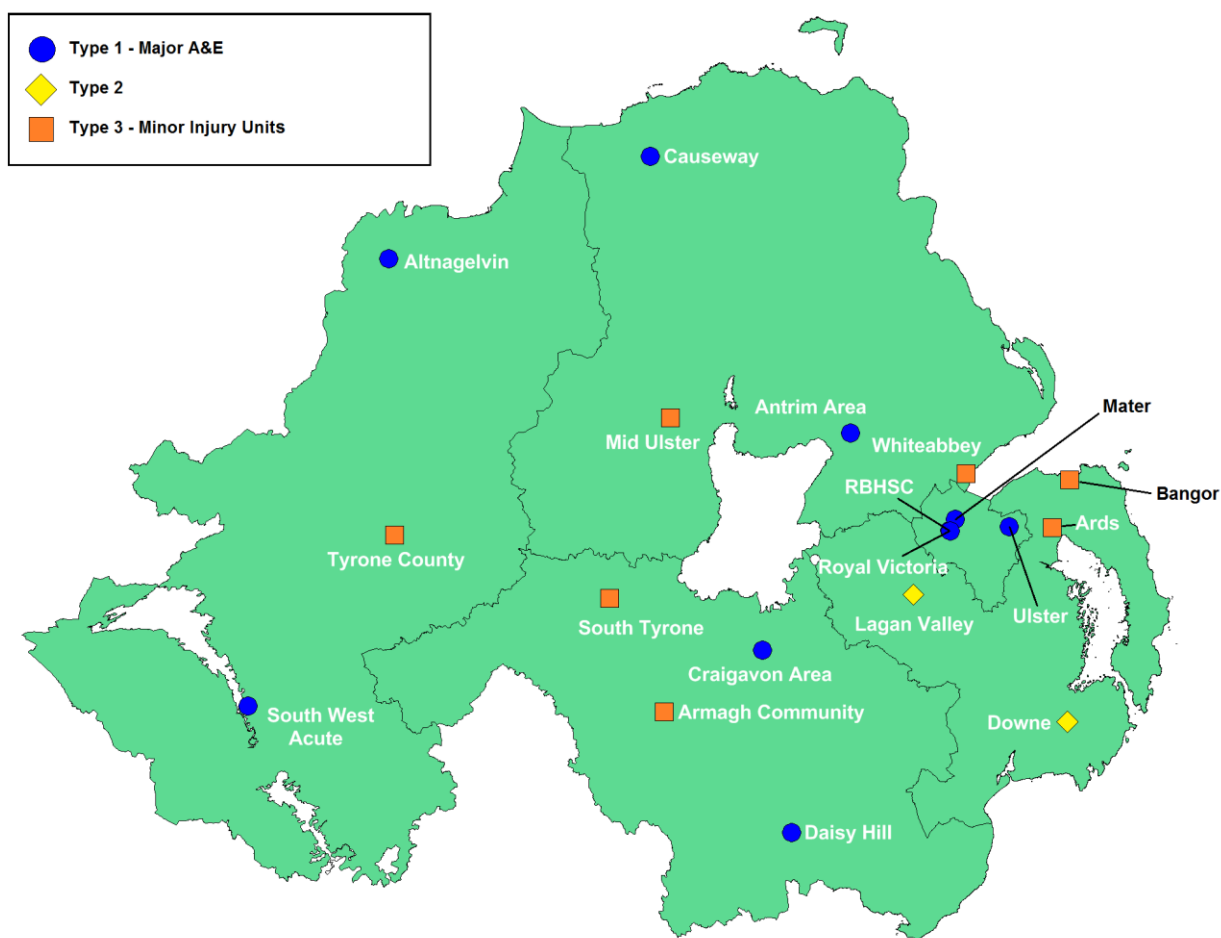 Type 1 - Major A&E
Type 2
Type 3 - Minor Injury Units
Causeway
Altnagelvin
Antrim Area
Mater
Mid Ulster
Whiteabbey
RBHSC
Bangor
Ards
Tyrone County
Royal Victoria
South Tyrone
Lagan Valley
Ulster
Craigavon Area
South West
Acute
Armagh Community
Downe
Daisy Hill